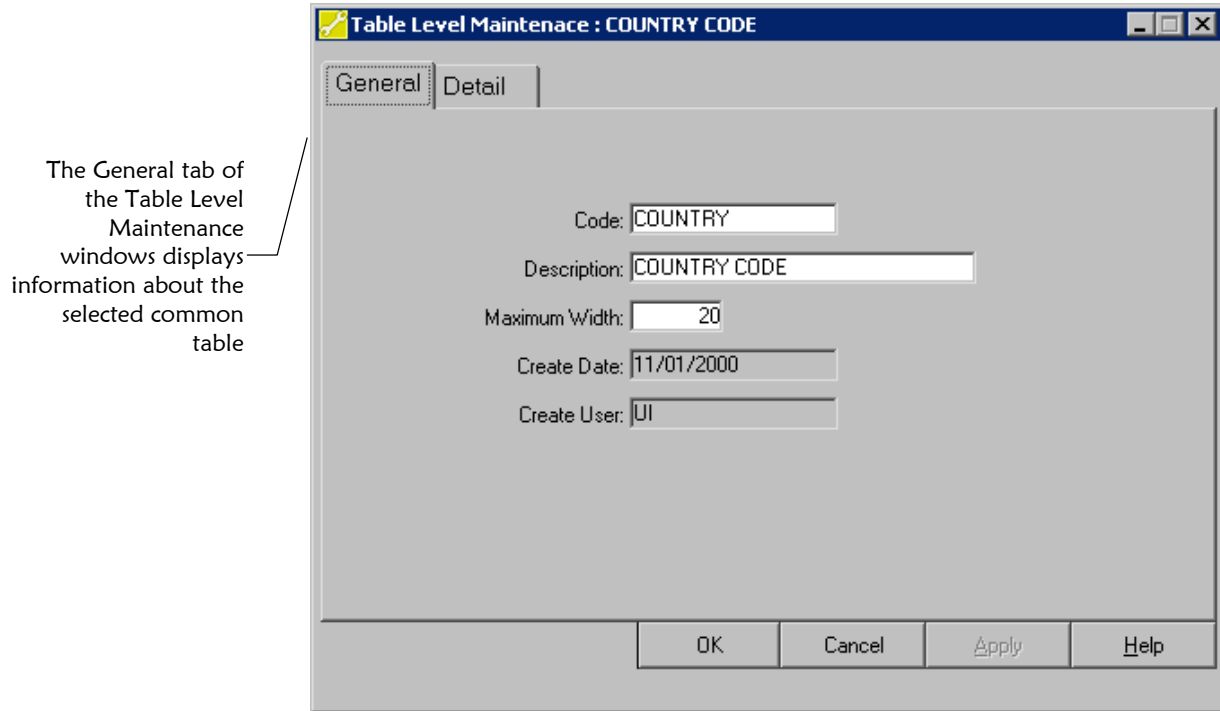 Table Level Maintenace : COUNTRY CODE
General Detail
The General tab of
the Table Level
Maintenance
windows displays
information about the
selected common
table
Code: COUNTRY
Description: COUNTRY CODE
Maximum Width: 20
Create Date: 11/01/2000
Create User: UI
OK Cancel Apply Help